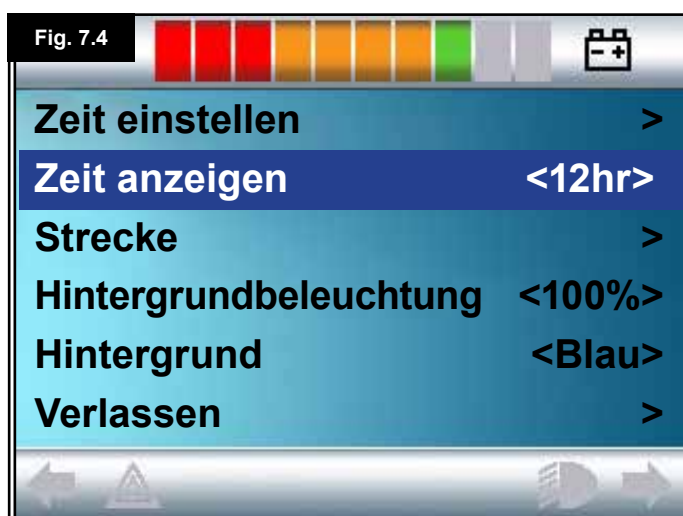 Fig. 7.4
Zeit einstellen >
Zeit anzeigen <12hr>
Strecke >
Hintergrundbeleuchtung <100%>
Hintergrund <Blau>
Verlassen >